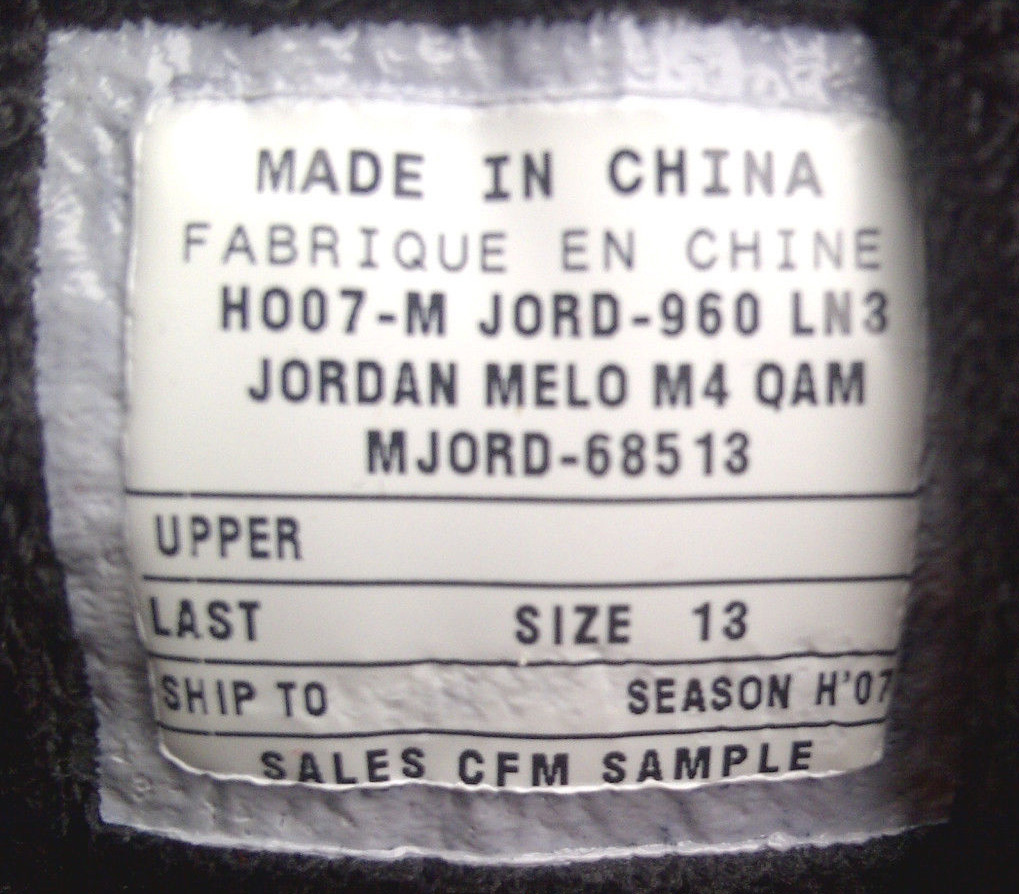 MADE IN CHINA
FABRIQUE EN CHINE
HO07-M JORD-960 LN3
JORDAN MELO M4 QAM
MJORD-68513
UPPER
LAST SIZE 13
SHIP TO SEASON H'07
SALES CFM SAMPLE